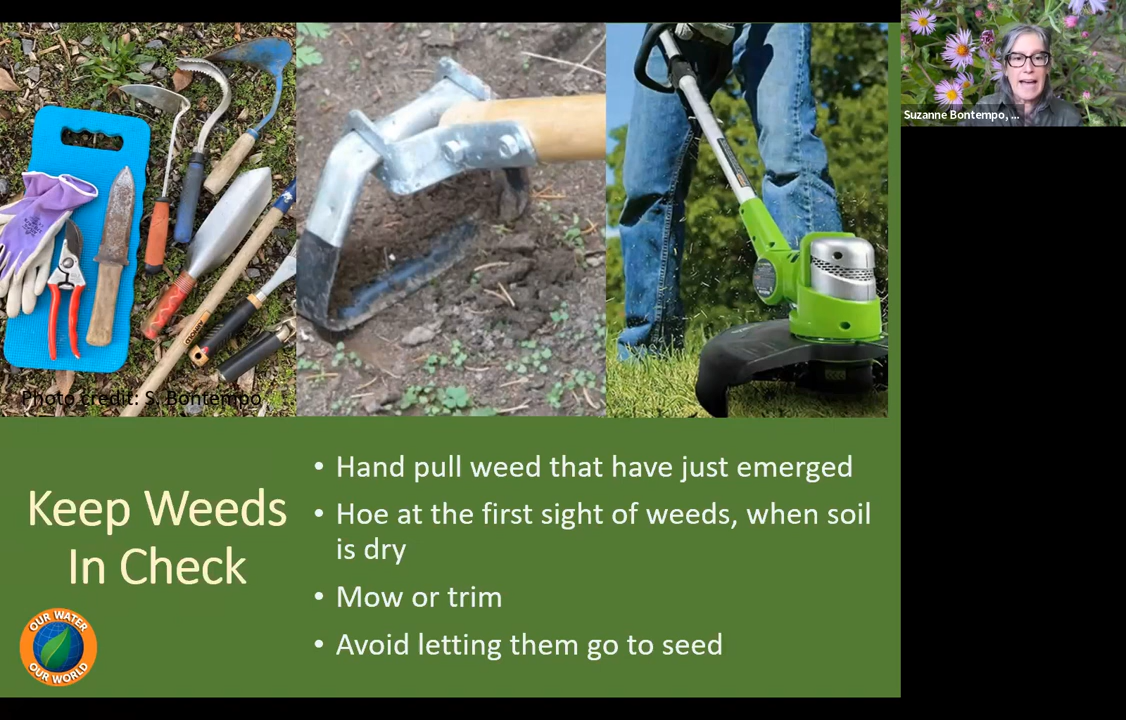 Suzanne Bontempo, ...
Photo credit: S. Bontempo
Keep Weeds
In Check
• Hand pull weed that have just emerged
• Hoe at the first sight of weeds, when soil
is dry
• Mow or trim
• Avoid letting them go to seed
OUR WATER
OUR WORLD